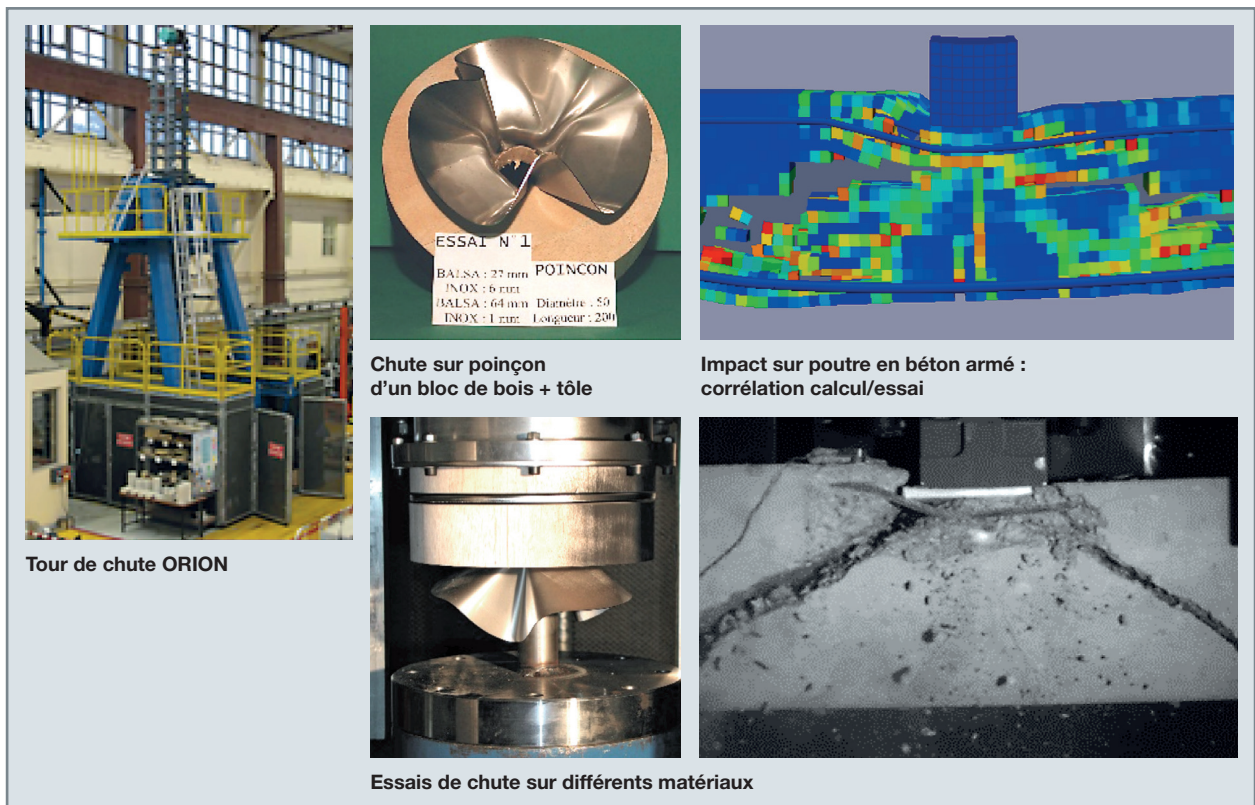 Tour de chute ORION
ESSAI N°1
BALSA : 27 mm
POINCON
INOX : 6 mm
BALSA : 64 mm
Diamètre : 50
INOX : 1 mm
Longueur : 200
Chute sur poinçon
d'un bloc de bois + tôle
Impact sur poutre en béton armé :
corrélation calcul/essai
Essais de chute sur différents matériaux